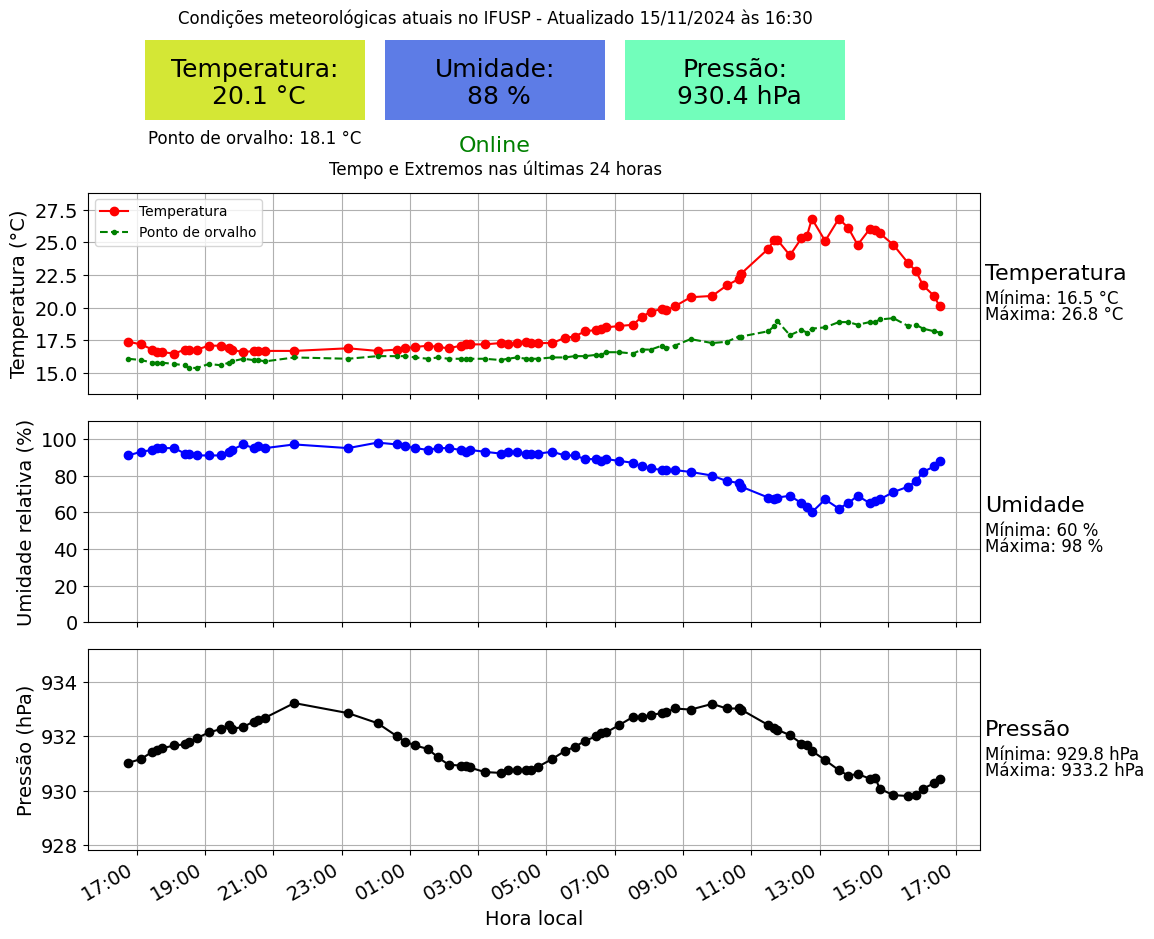 Condições meteorológicas atuais no IFUSP - Atualizado 15/11/2024 às 16:30
Temperatura:
20.1 °C
Umidade:
88 %
Pressão:
930.4 hPa
Ponto de orvalho: 18.1 °C
Online
Tempo e Extremos nas últimas 24 horas
Temperatura (°C)
27.5
25.0
22.5
20.0
17.5
15.0
Temperatura
Ponto de orvalho
Temperatura
Mínima: 16.5 °C
Máxima: 26.8 °C
Umidade relativa (%)
100
80
60
40
20
0
Umidade
Mínima: 60 %
Máxima: 98 %
Pressão (hPa)
934
932
930
928
Pressão
Mínima: 929.8 hPa
Máxima: 933.2 hPa
17:00
19:00
21:00
23:00
01:00
03:00
05:00
07:00
09:00
11:00
13:00
15:00
17:00
Hora local